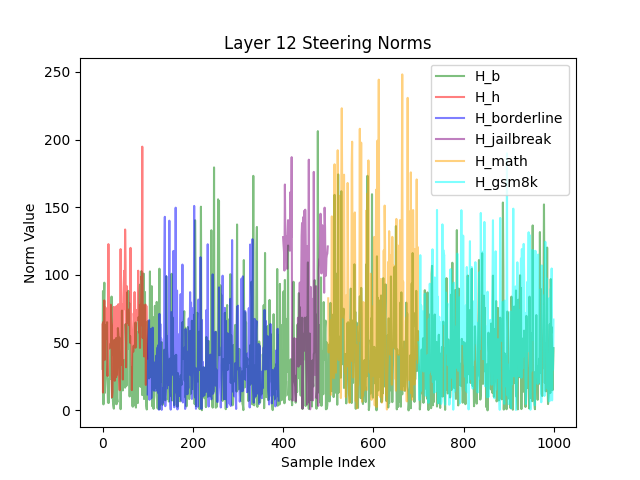 Layer 12 Steering Norms
Norm Value
250
200
150
100
50
0
H_b
H_h
H_borderline
H_jailbreak
H_math
H_gsm8k
0
200
400
600
800
1000
Sample Index